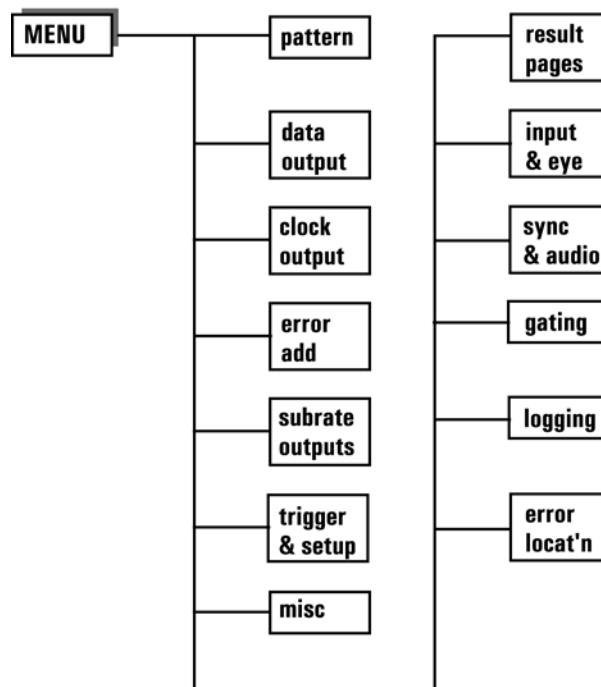 MENU
pattern
data
output
clock
output
error
add
subrate
outputs
trigger
& setup
misc
result
pages
input
& eye
sync
& audio
gating
logging
error
locat'n